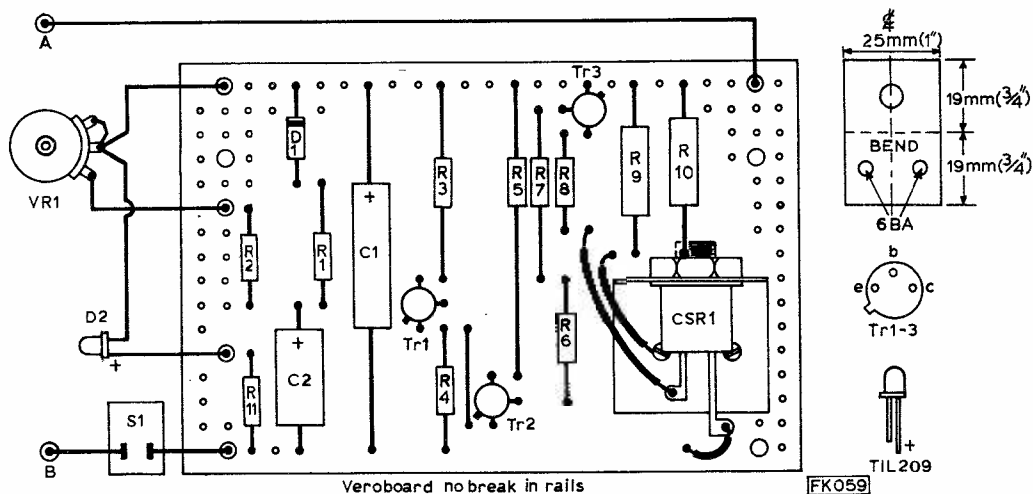 A
VR1
D2
+
S1
B
D1
R2
R1
R11
+
C1
+
C2
R3
Tr1
R4
Tr2
R5
R7
R8
Tr3
R6
R9
R10
CSR1
Veroboard no break in rails
℄
25mm(1")
19mm(3/4")
BEND
19mm(3/4")
6BA
b
e c
Tr1-3
+
TIL209
FK059